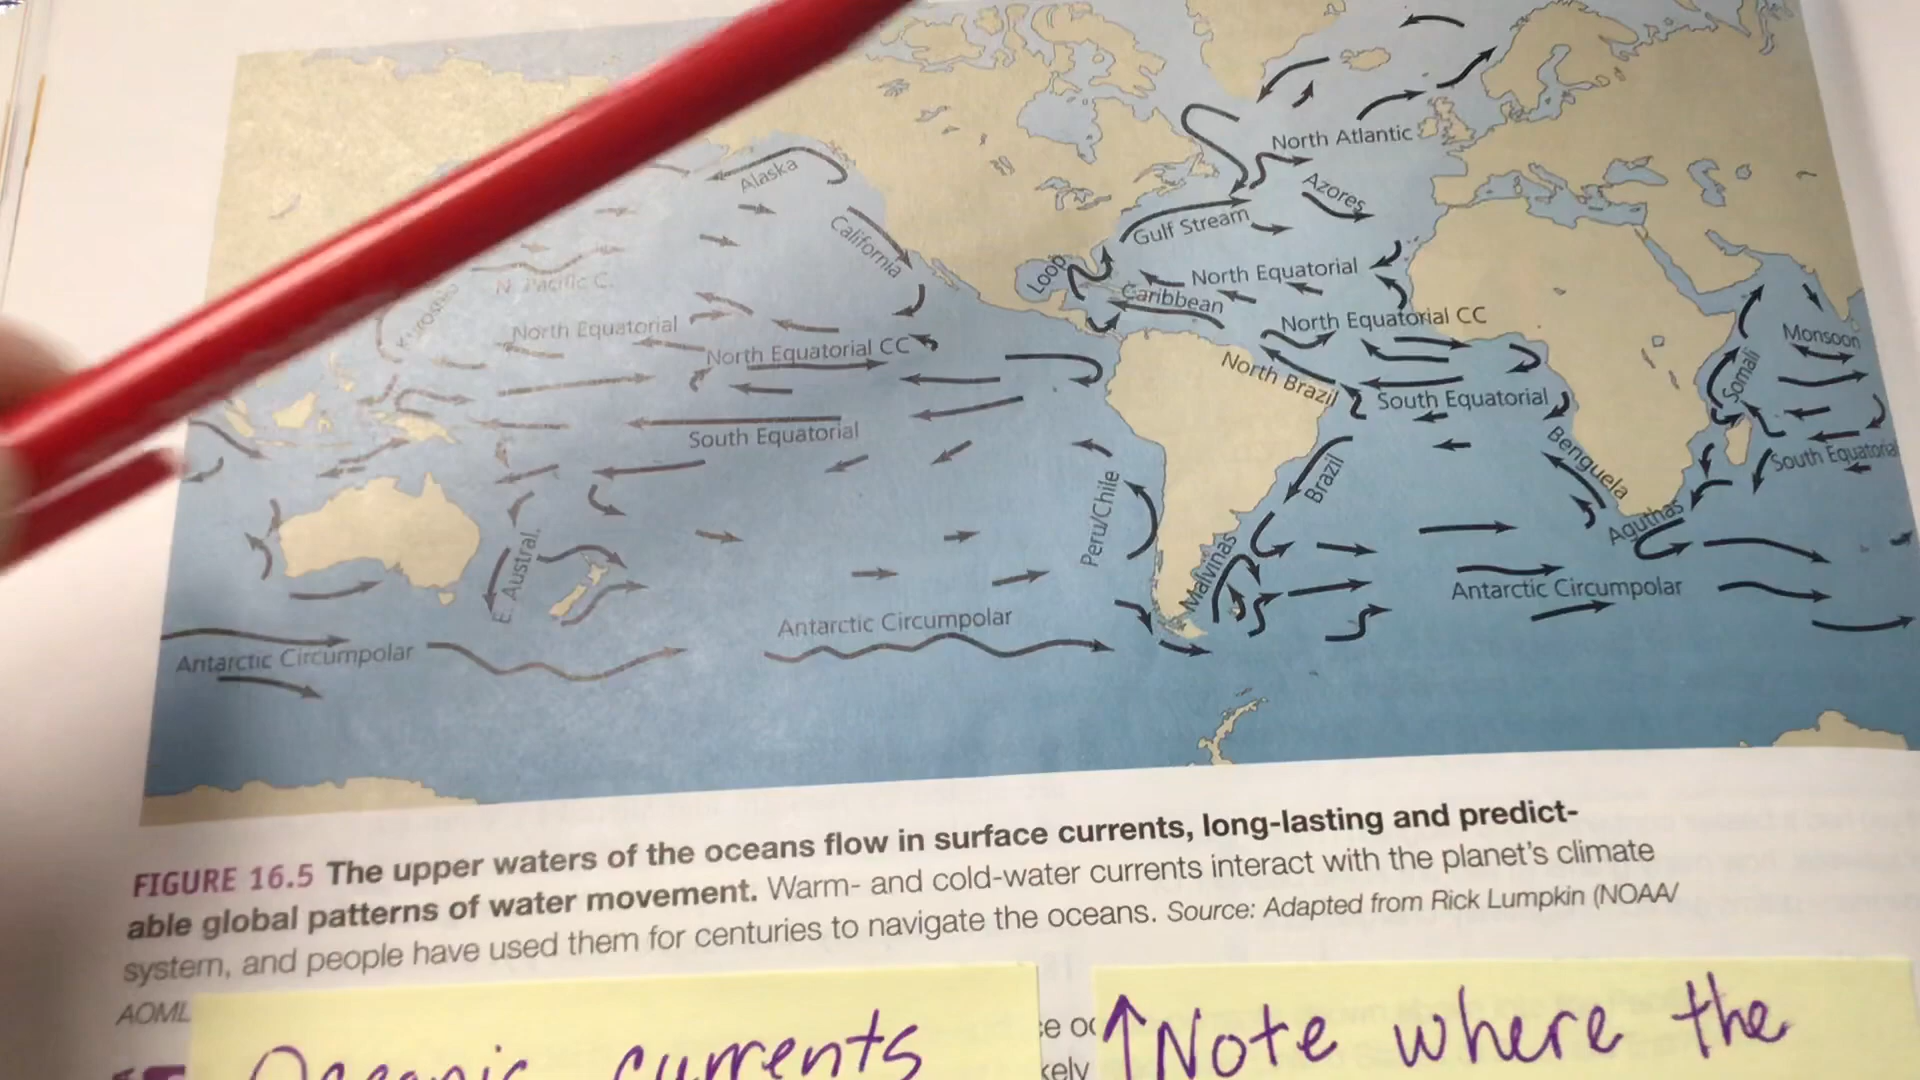 Alaska
North Atlantic
Azores
Gulf Stream
California
Loop
North Equatorial
Caribbean
N. Pacific C.
Kuroshio
North Equatorial
North Equatorial CC
North Equatorial CC
Monsoon
Somali
North Brazil
South Equatorial
South Equatorial
South Equatorial
Benguela
Brazil
Peru/Chile
Aguthas
E. Austral.
Malvinas
Antarctic Circumpolar
Antarctic Circumpolar
Antarctic Circumpolar
FIGURE 16.5 The upper waters of the oceans flow in surface currents, long-lasting and predict-
able global patterns of water movement. Warm- and cold-water currents interact with the planet's climate
system, and people have used them for centuries to navigate the oceans. Source: Adapted from Rick Lumpkin (NOAA/
AOML
Oceanic currents
↑ Note where the